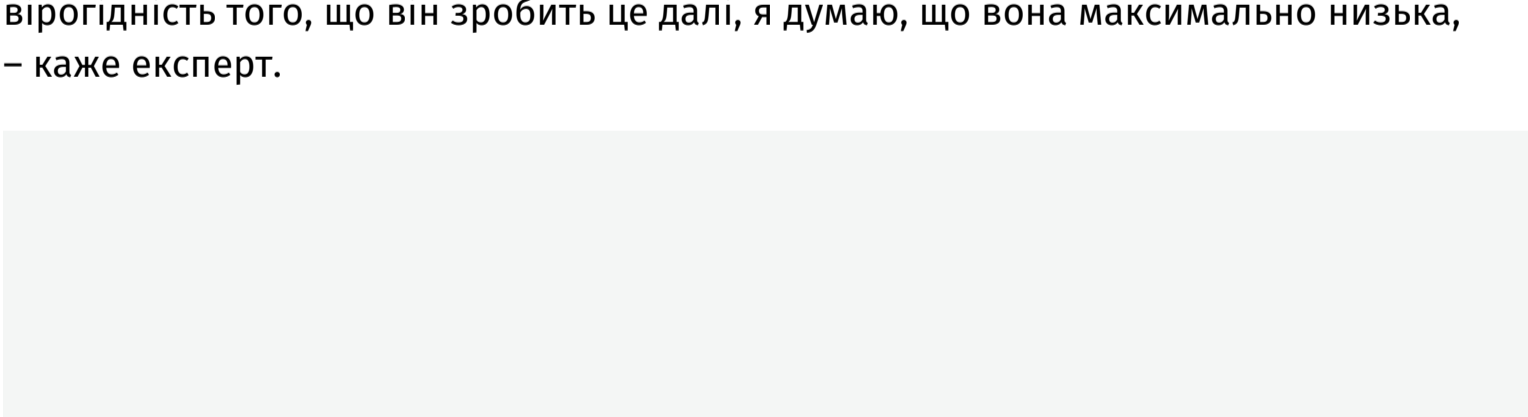 вірогідність того, що він зробить це далі, я думаю, що вона максимально низька,
– каже експерт.